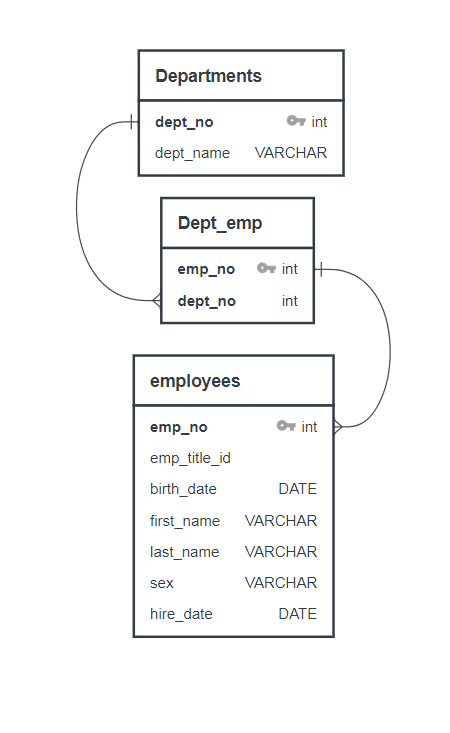 Departments
dept_no int
dept_name VARCHAR
Dept_emp
emp_no int
dept_no int
employees
emp_no int
emp_title_id
birth_date DATE
first_name VARCHAR
last_name VARCHAR
sex VARCHAR
hire_date DATE